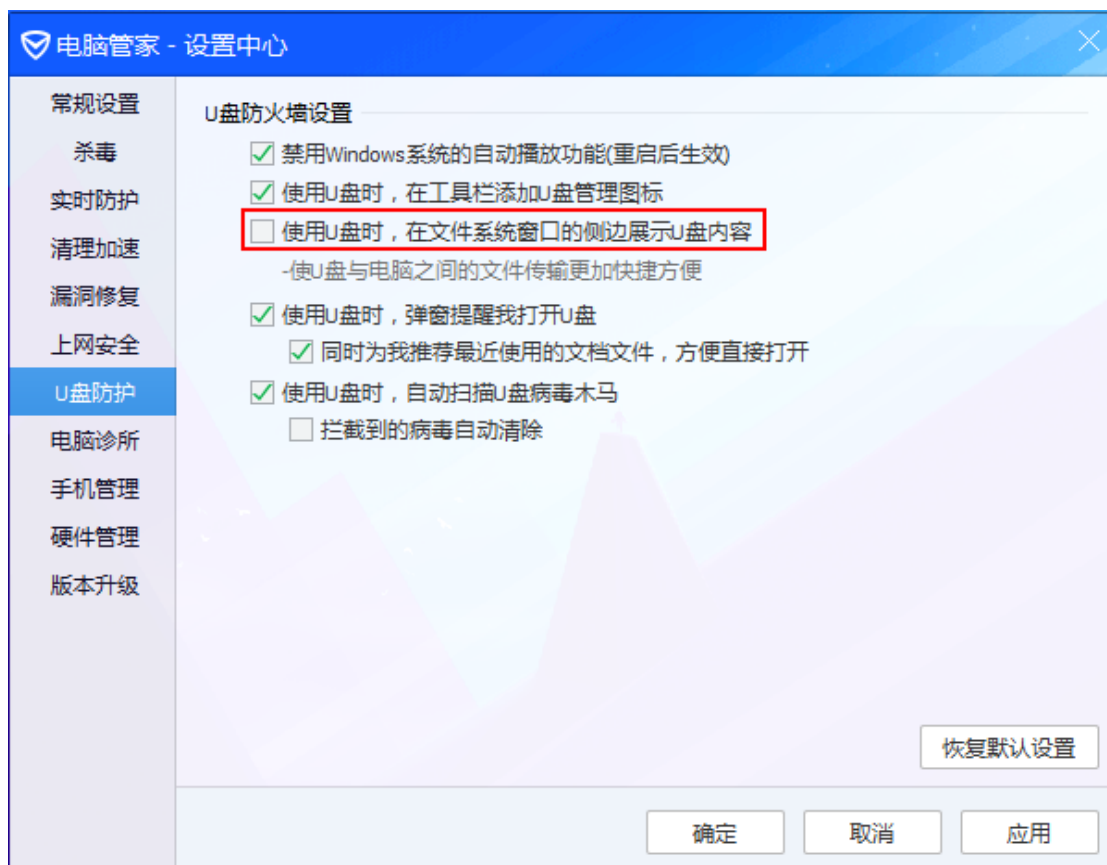 电脑管家 - 设置中心
常规设置
杀毒
实时防护
清理加速
漏洞修复
上网安全
U盘防护
电脑诊所
手机管理
硬件管理
版本升级
U盘防火墙设置
禁用Windows系统的自动播放功能(重启后生效)
使用U盘时，在工具栏添加U盘管理图标
使用U盘时，在文件系统窗口的侧边展示U盘内容
-使U盘与电脑之间的文件传输更加快捷方便
使用U盘时，弹窗提醒我打开U盘
同时为我推荐最近使用的文档文件，方便直接打开
使用U盘时，自动扫描U盘病毒木马
拦截到的病毒自动清除
恢复默认设置
确定 取消 应用